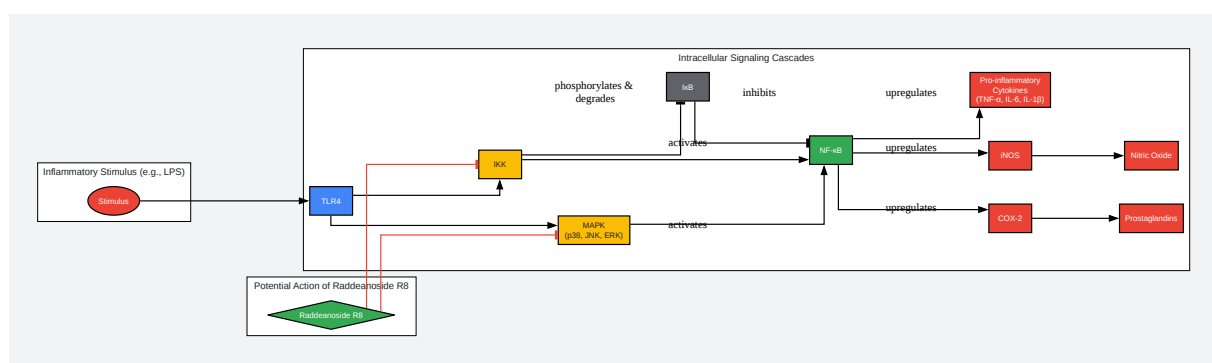 Intracellular Signaling Cascades
phosphorylates &
degrades
IκB
inhibits
upregulates
Pro-inflammatory
Cytokines
(TNF-α, IL-6, IL-1β)
activates
NF-κB
upregulates
iNOS
Nitric Oxide
IKK
Inflammatory Stimulus (e.g., LPS)
Stimulus
TLR4
MAPK
(p38, JNK, ERK)
activates
upregulates
COX-2
Prostaglandins
Potential Action of Raddeanoside R8
Raddeanoside R8